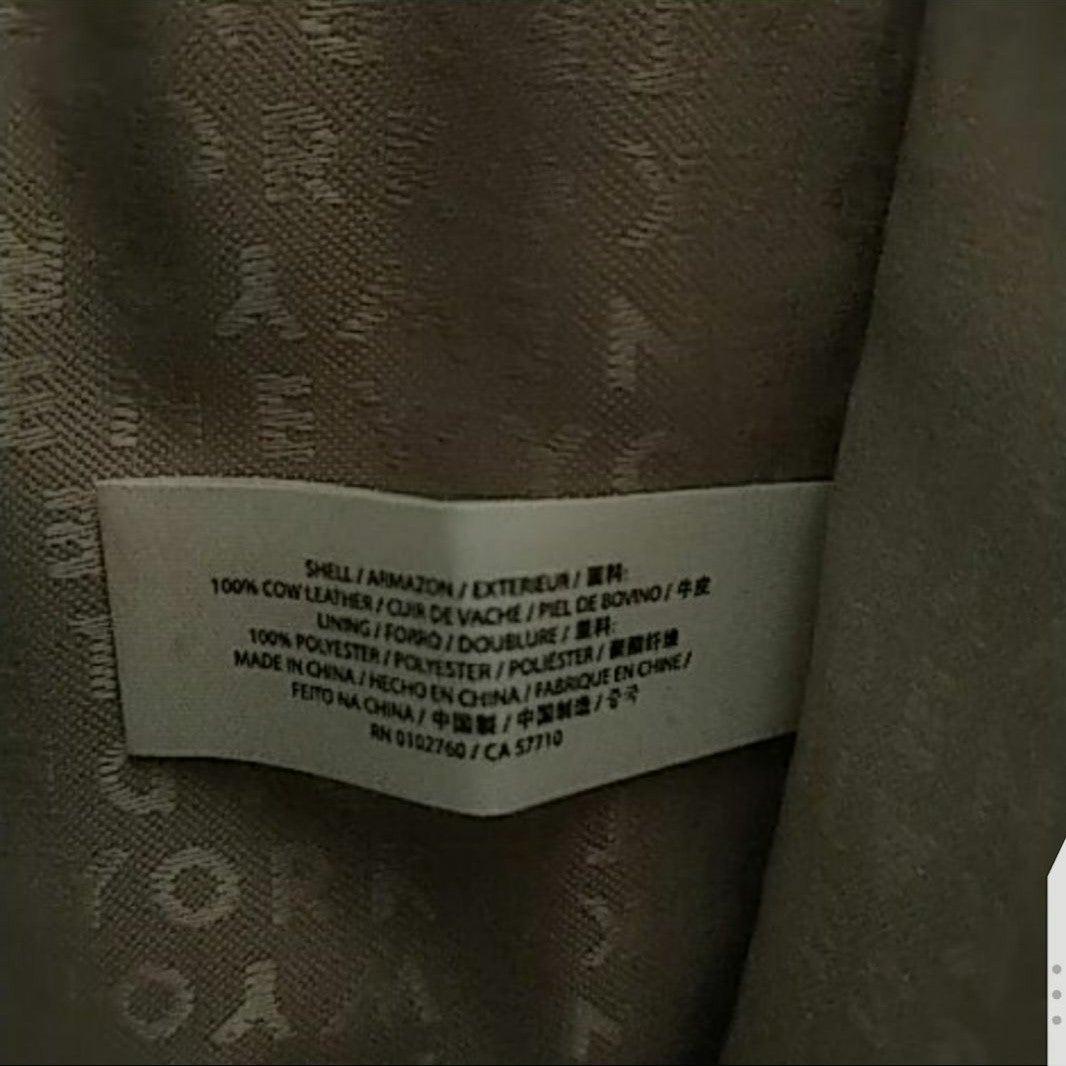 SHELL / ARMAZON / EXTERIEUR / 面料:
100% COW LEATHER / CUIR DE VACHE / PIEL DE BOVINO / 牛皮
LINING / FORRO / DOUBLURE / 里料:
100% POLYESTER / POLYESTER / POLIÉSTER / 聚酯纤维
MADE IN CHINA / HECHO EN CHINA / FABRIQUE EN CHINE /
FEITO NA CHINA / 中国製 / 中国制造 / 중국
RN 0102760 / CA 57710